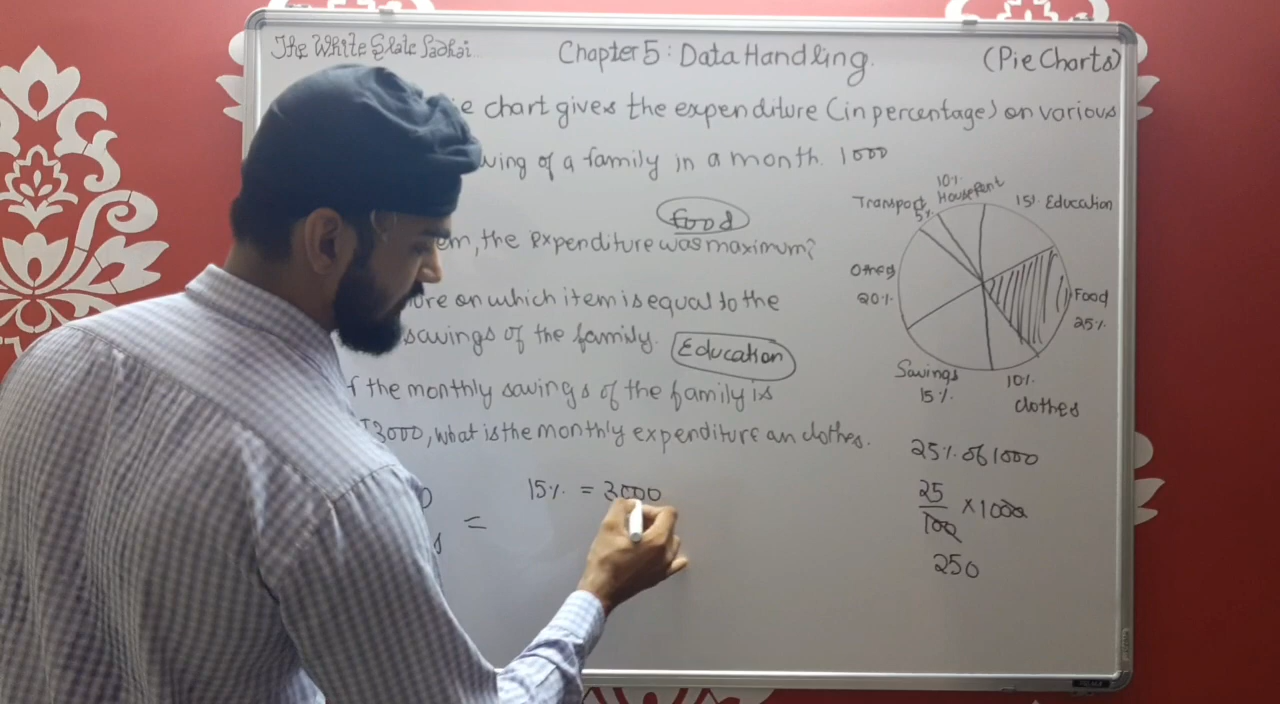 The White Slate Padhai
Chapter 5 : Data Handling.
(Pie Charts)
chart gives the expenditure (in percentage) on various
of a family in a month. 1000
Food
the expenditure was maximum?
on which item is equal to the
savings of the family. Education
the monthly savings of the family is
₹3000, what is the monthly expenditure an clothes.
15% = 3000
=
Transport
5%
10%
House Rent
15% Education
Others
20%
Food
25%
Savings
15%
10%
clothes
25% of 1000
25
100
×1000
250